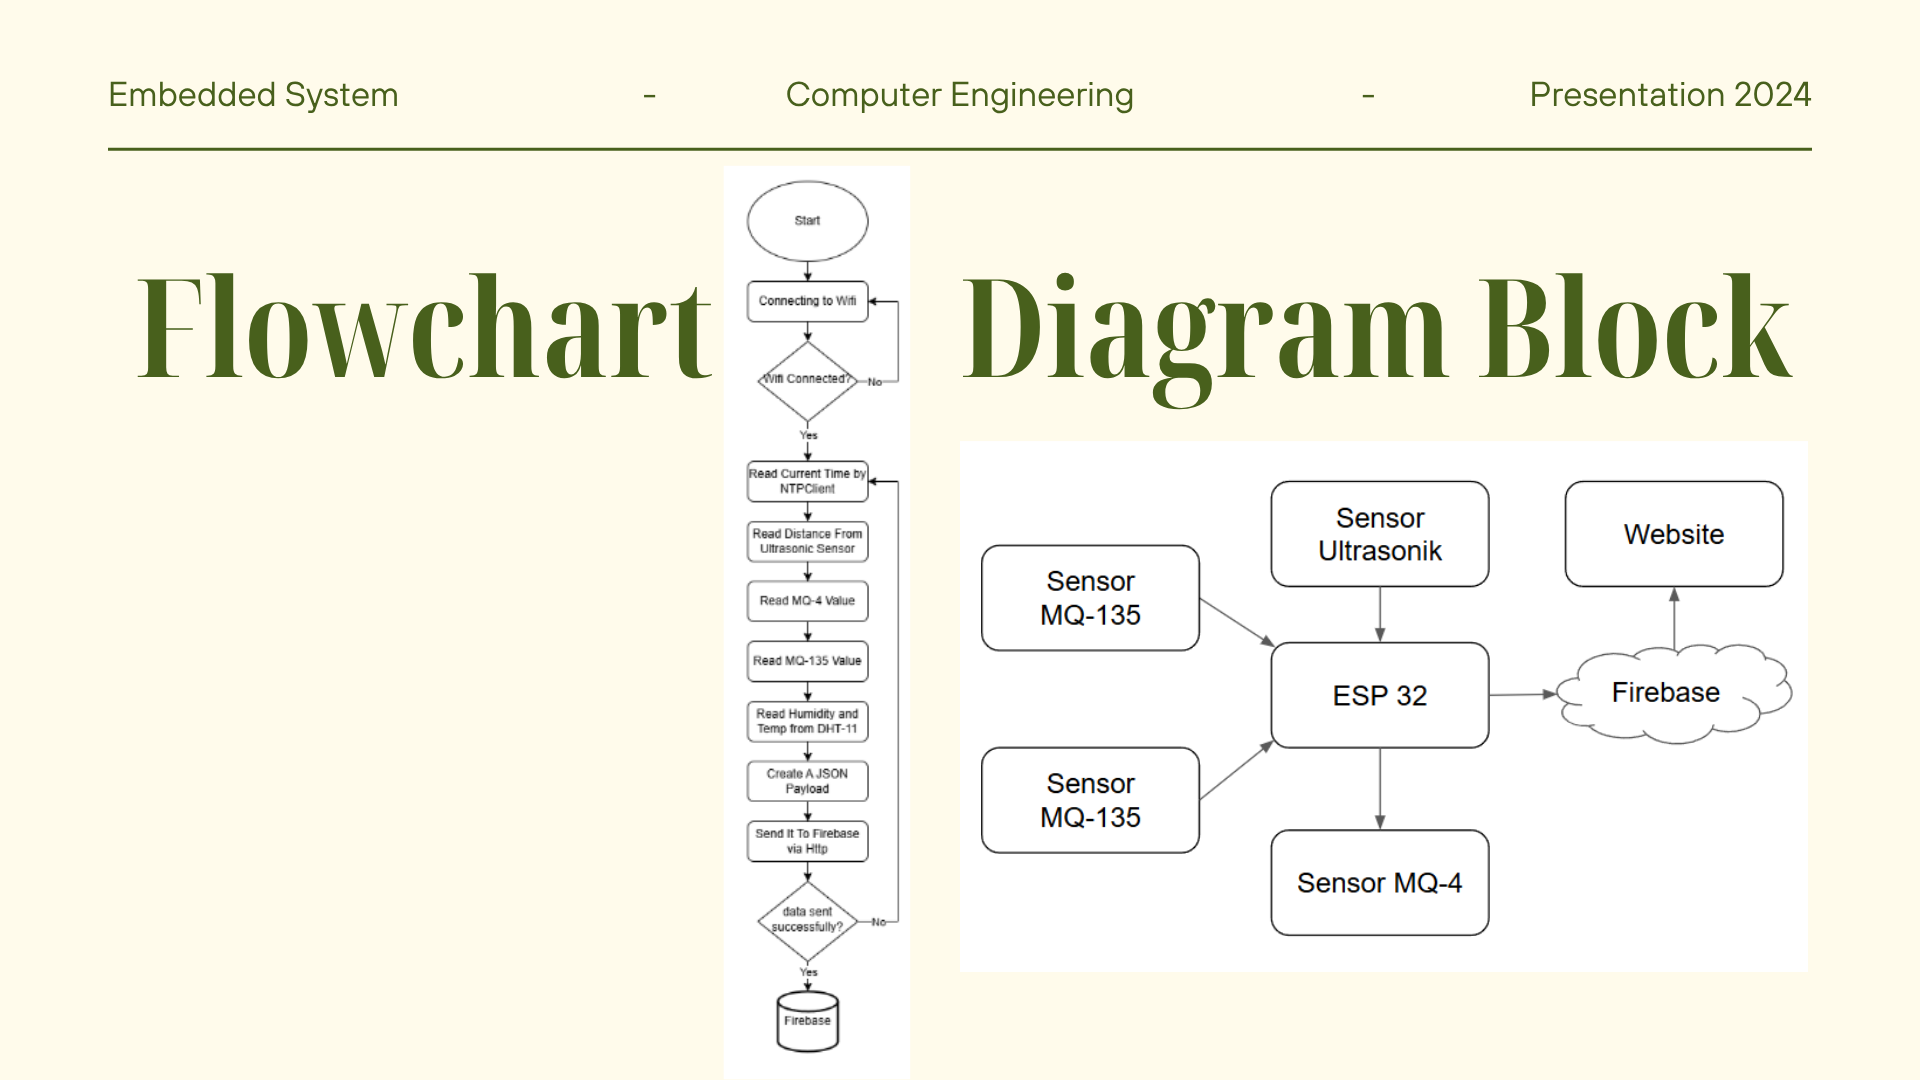 Embedded System - Computer Engineering - Presentation 2024
Flowchart
Start
Connecting to Wifi
Wifi Connected?
No
Yes
Read Current Time by
NTPClient
Read Distance From
Ultrasonic Sensor
Read MQ-4 Value
Read MQ-135 Value
Read Humidity and
Temp from DHT-11
Create A JSON
Payload
Send It To Firebase
via Http
data sent
successfully?
No
Yes
Firebase
Diagram Block
Sensor
Ultrasonik
Website
Sensor
MQ-135
ESP 32
Firebase
Sensor
MQ-135
Sensor MQ-4